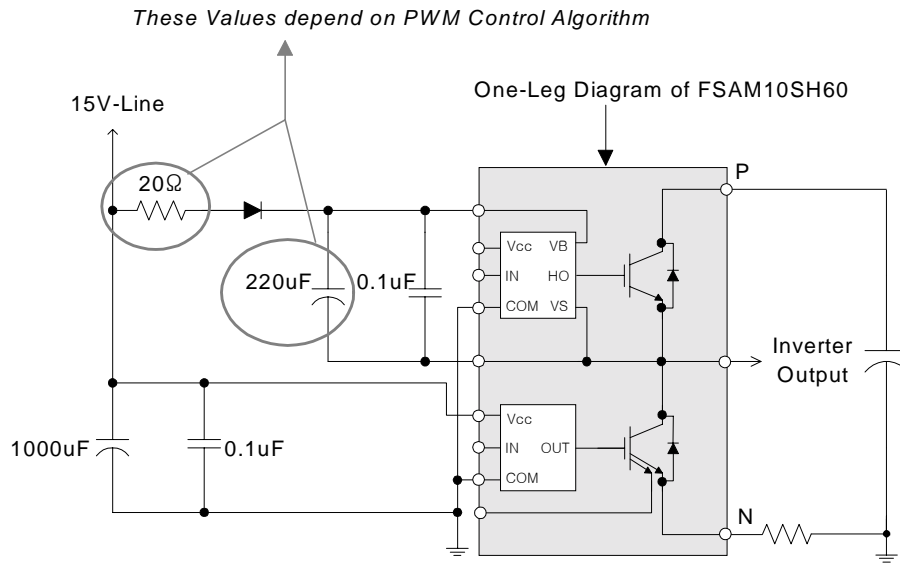 These Values depend on PWM Control Algorithm
15V-Line
One-Leg Diagram of FSAM10SH60
P
20Ω
Vcc VB
220uF
0.1uF
IN HO
COM VS
Inverter
Output
Vcc
1000uF
0.1uF
IN OUT
COM
N